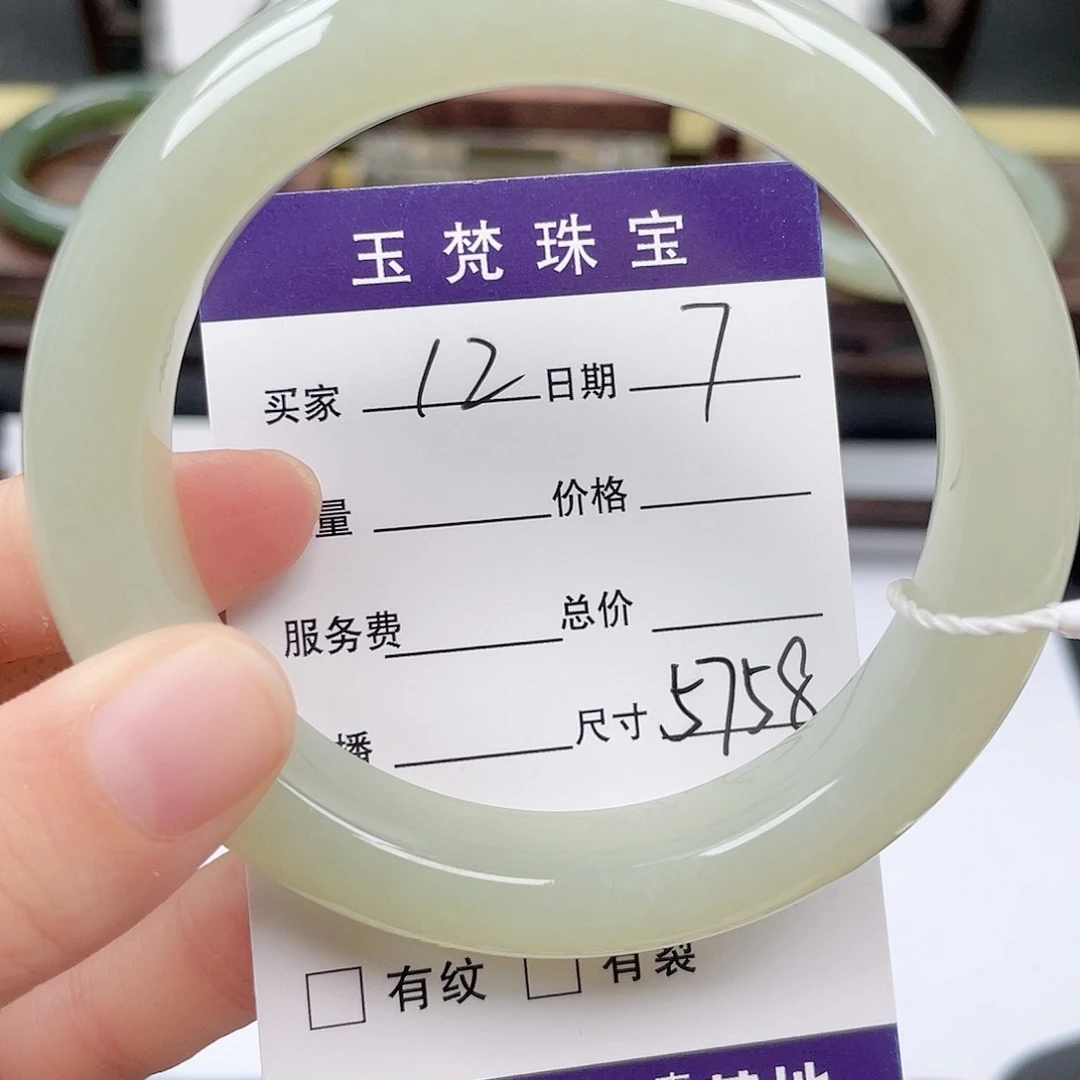 玉梵珠宝
买家 12 日期 7
量 价格
服务费 总价
播 尺寸 5758
有纹 有裂